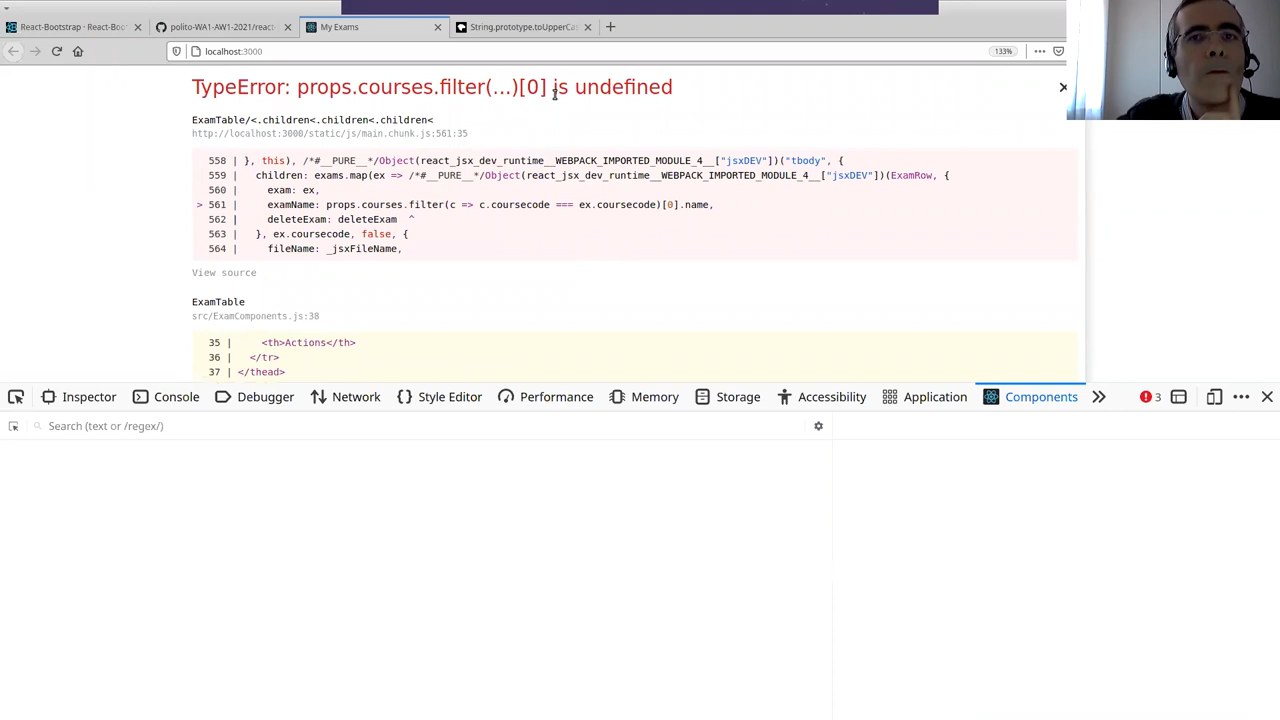 React-Bootstrap · React-Boo
polito-WA1-AW1-2021/react-
My Exams
String.prototype.toUpperCa
localhost:3000
133%
TypeError: props.courses.filter(...)[0] is undefined
ExamTable/<.children<.children<.children<
http://localhost:3000/static/js/main.chunk.js:561:35
558 | }, this), /*#__PURE__*/Object(react_jsx_dev_runtime__WEBPACK_IMPORTED_MODULE_4__["jsxDEV"])("tbody", {
559 | children: exams.map(ex => /*#__PURE__*/Object(react_jsx_dev_runtime__WEBPACK_IMPORTED_MODULE_4__["jsxDEV"])(ExamRow, {
560 | exam: ex,
> 561 | examName: props.courses.filter(c => c.coursecode === ex.coursecode)[0].name,
562 | deleteExam: deleteExam ^
563 | }, ex.coursecode, false, {
564 | fileName: _jsxFileName,
View source
ExamTable
src/ExamComponents.js:38
35 | <th>Actions</th>
36 | </tr>
37 | </thead>
Inspector Console Debugger Network Style Editor Performance Memory Storage Accessibility Application Components 3
Search (text or /regex/)